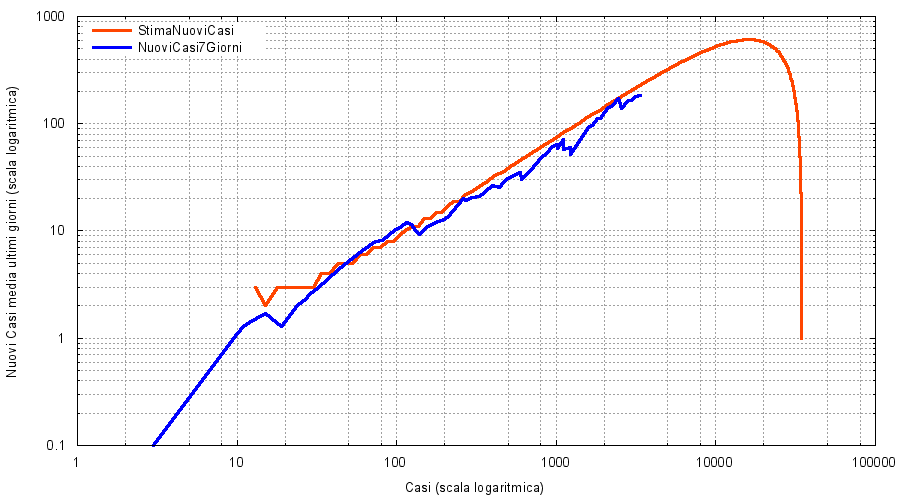 StimaNuoviCasi
NuoviCasi7Giorni
1000
100
10
1
0.1
Nuovi Casi media ultimi giorni (scala logaritmica)
1
10
100
1000
10000
100000
Casi (scala logaritmica)